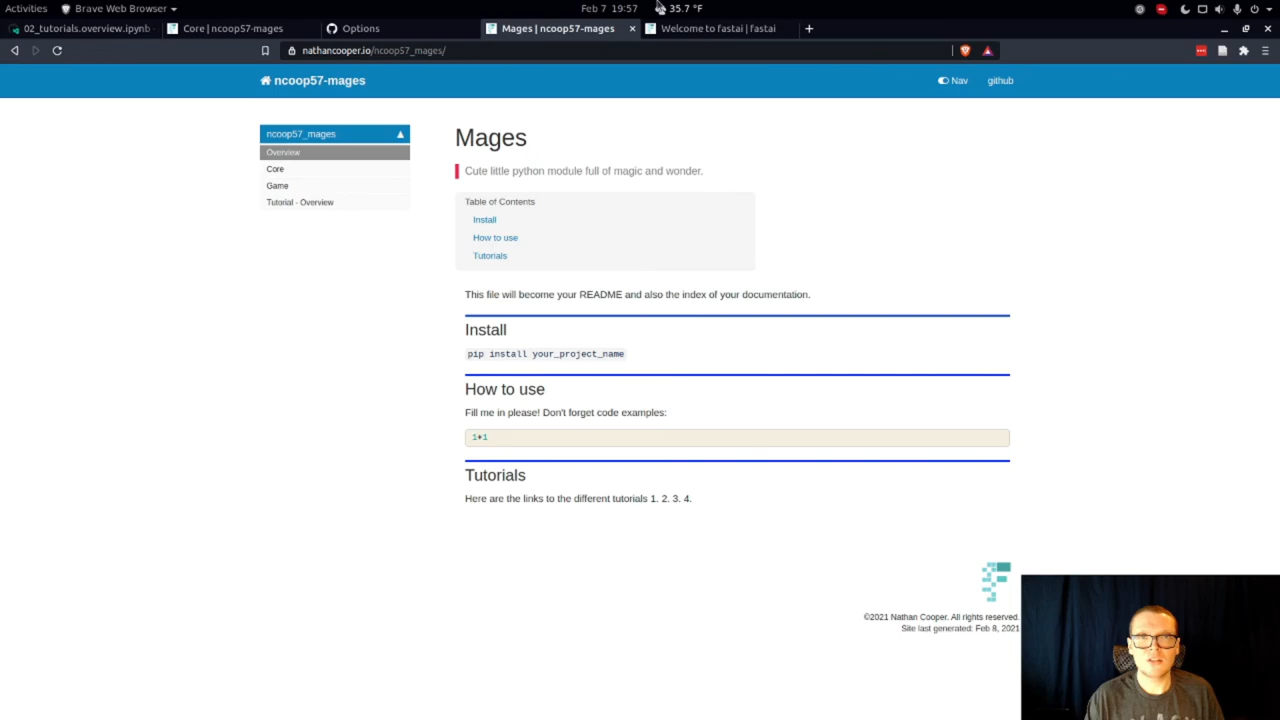 Activities Brave Web Browser Feb 7 19:57 35.7 °F
02_tutorials.overview.ipynb Core | ncoop57-mages Options Mages | ncoop57-mages × Welcome to fastai | fastai +
nathancooper.io/ncoop57_mages/
ncoop57-mages Nav github
ncoop57_mages
Overview
Core
Game
Tutorial - Overview
Mages
Cute little python module full of magic and wonder.
Table of Contents
Install
How to use
Tutorials
This file will become your README and also the index of your documentation.
Install
pip install your_project_name
How to use
Fill me in please! Don't forget code examples:
1+1
Tutorials
Here are the links to the different tutorials 1. 2. 3. 4.
©2021 Nathan Cooper. All rights reserved.
Site last generated: Feb 8, 2021